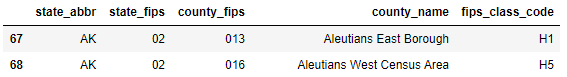 state_abbr state_fips county_fips county_name fips_class_code
67 AK 02 013 Aleutians East Borough H1
68 AK 02 016 Aleutians West Census Area H5